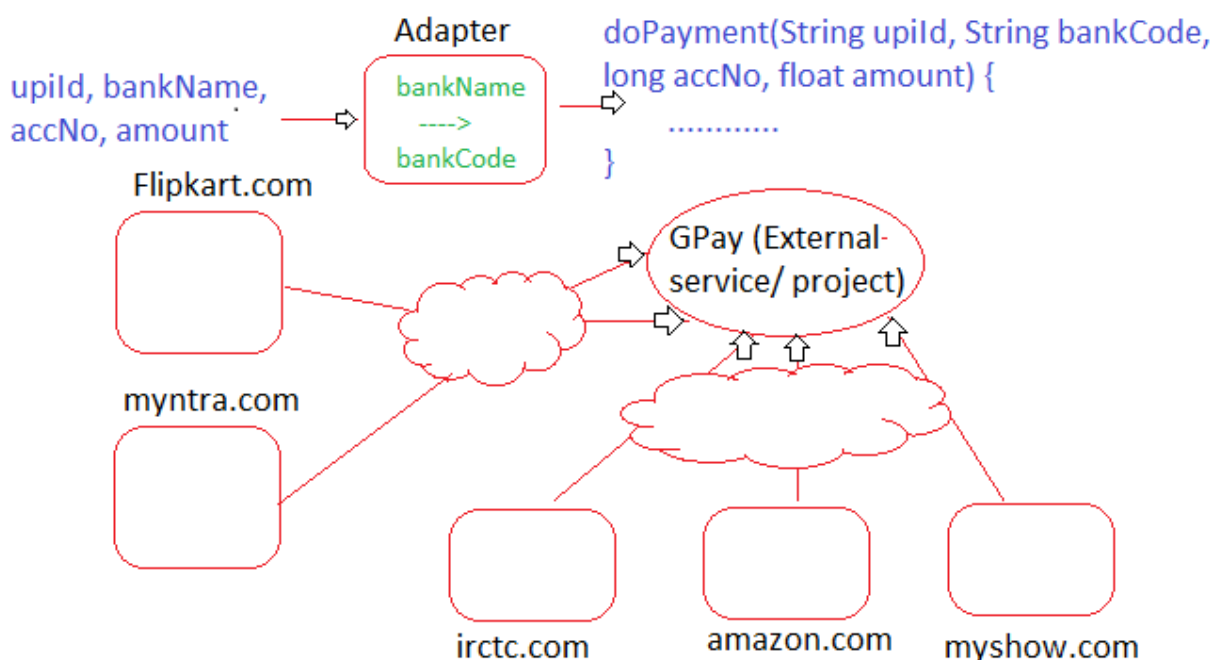 Adapter
doPayment(String upiId, String bankCode,
long accNo, float amount) {
............
}
upiId, bankName,
accNo, amount
bankName
---->
bankCode
Flipkart.com
GPay (External-
service/ project)
myntra.com
irctc.com
amazon.com
myshow.com